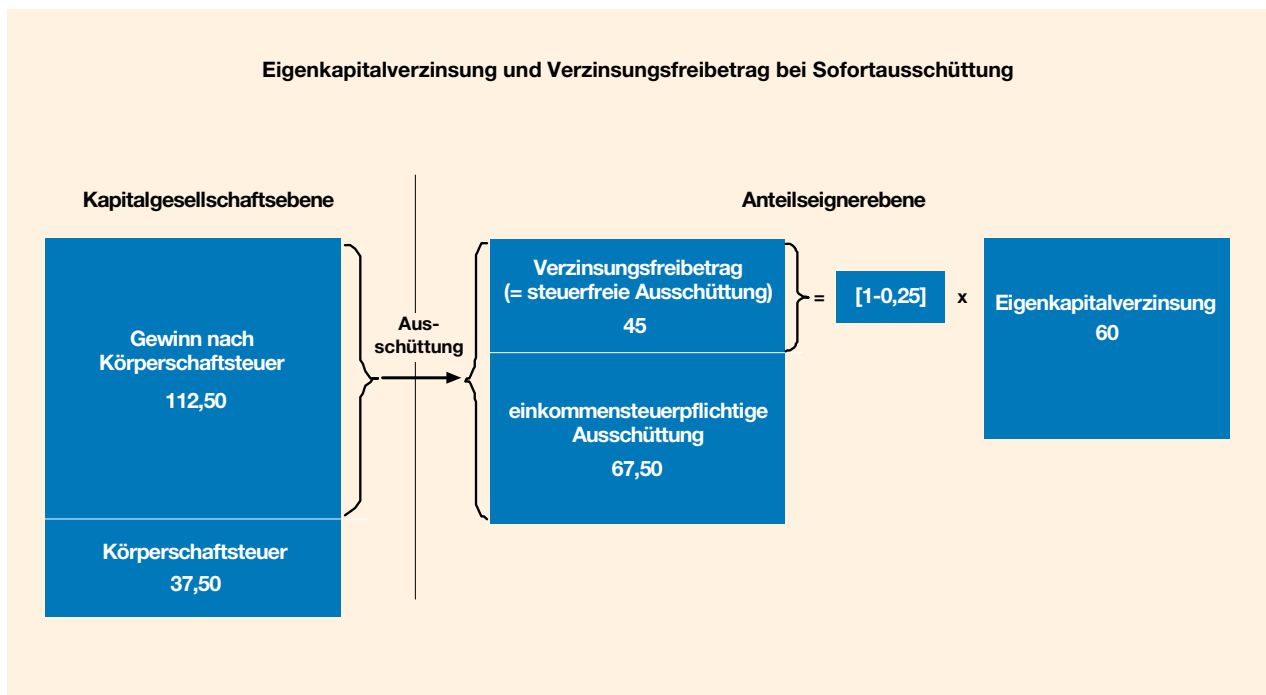 Eigenkapitalverzinsung und Verzinsungsfreibetrag bei Sofortausschüttung
Kapitalgesellschaftsebene
Anteilseignerebene
Gewinn nach
Körperschaftsteuer
112,50
Körperschaftsteuer
37,50
Aus-
schüttung
Verzinsungsfreibetrag
(= steuerfreie Ausschüttung)
45
einkommensteuerpflichtige
Ausschüttung
67,50
=
[1-0,25]
x
Eigenkapitalverzinsung
60